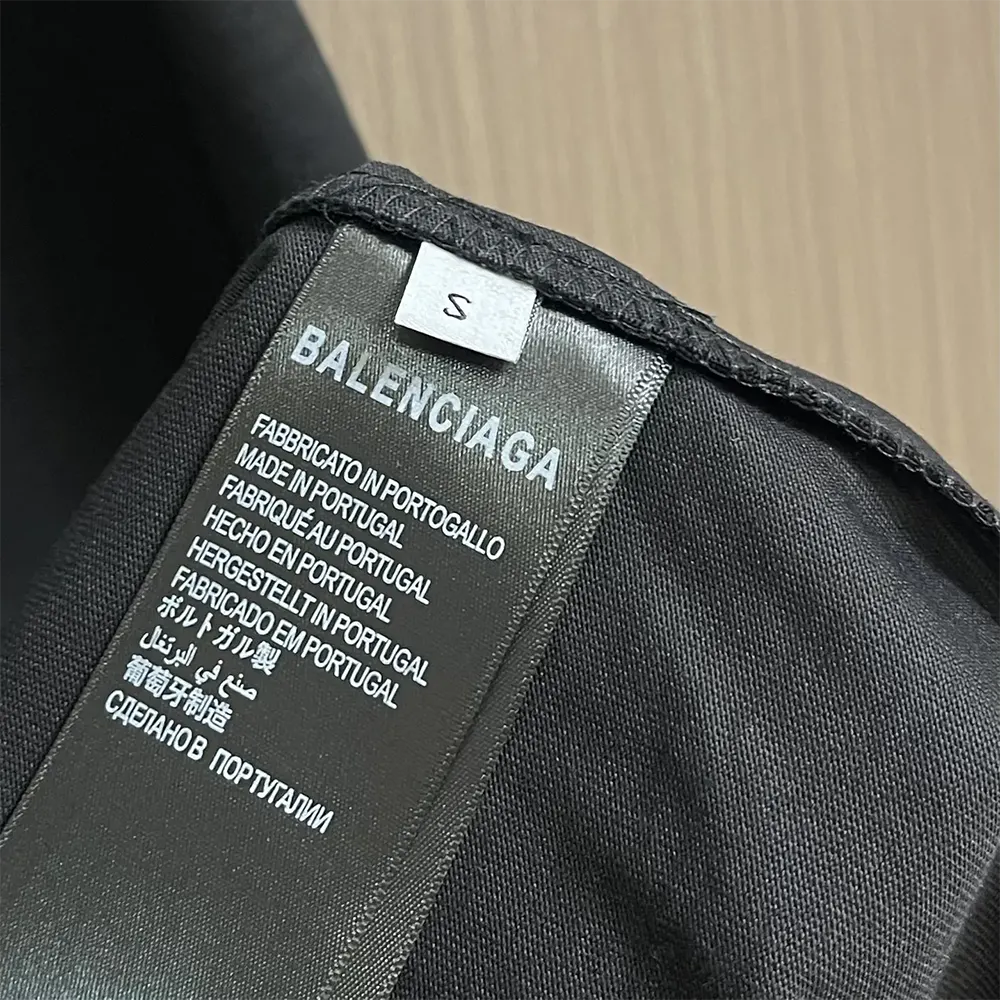 S
BALENCIAGA
FABBRICATO IN PORTOGALLO
MADE IN PORTUGAL
FABRIQUÉ AU PORTUGAL
HECHO EN PORTUGAL
HERGESTELLT IN PORTUGAL
FABRICADO EM PORTUGAL
ポルトガル製
صنع في البرتغال
葡萄牙制造
СДЕЛАНО В ПОРТУГАЛИИ